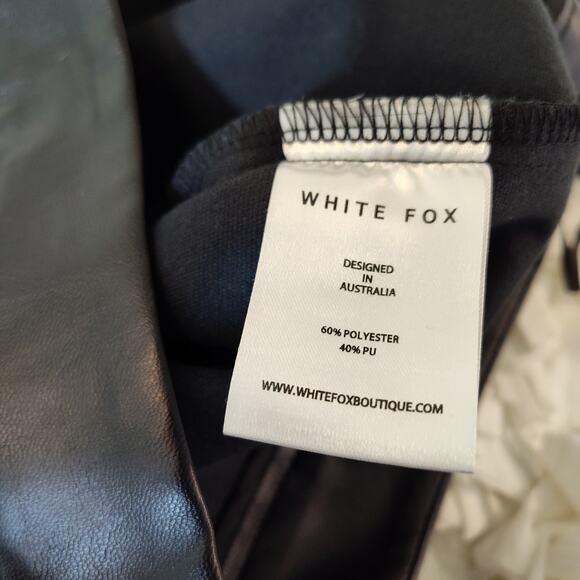 WHITE FOX
DESIGNED
IN
AUSTRALIA
60% POLYESTER
40% PU
WWW.WHITEFOXBOUTIQUE.COM